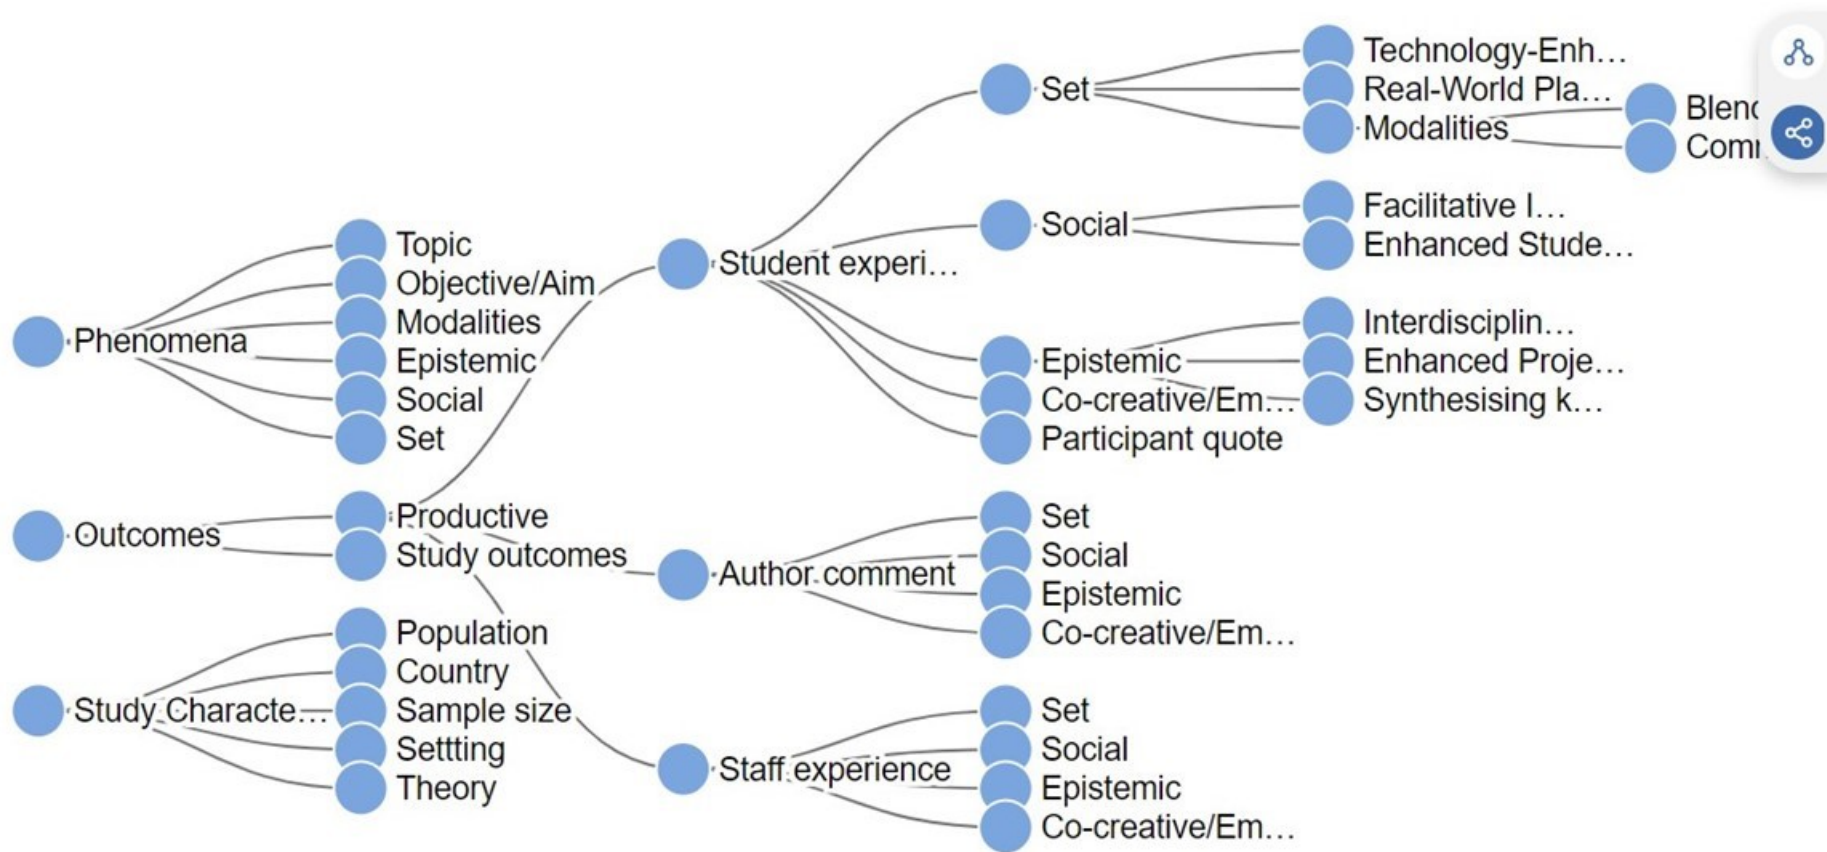 Phenomena
Topic
Objective/Aim
Modalities
Epistemic
Social
Set
Outcomes
Productive
Student experi…
Set
Technology-Enh…
Real-World Pla…
Modalities
Social
Facilitative I…
Enhanced Stude…
Epistemic
Interdisciplin…
Enhanced Proje…
Synthesising k…
Co-creative/Em…
Participant quote
Author comment
Set
Social
Epistemic
Co-creative/Em…
Staff experience
Set
Social
Epistemic
Co-creative/Em…
Study outcomes
Study Characte…
Population
Country
Sample size
Settting
Theory